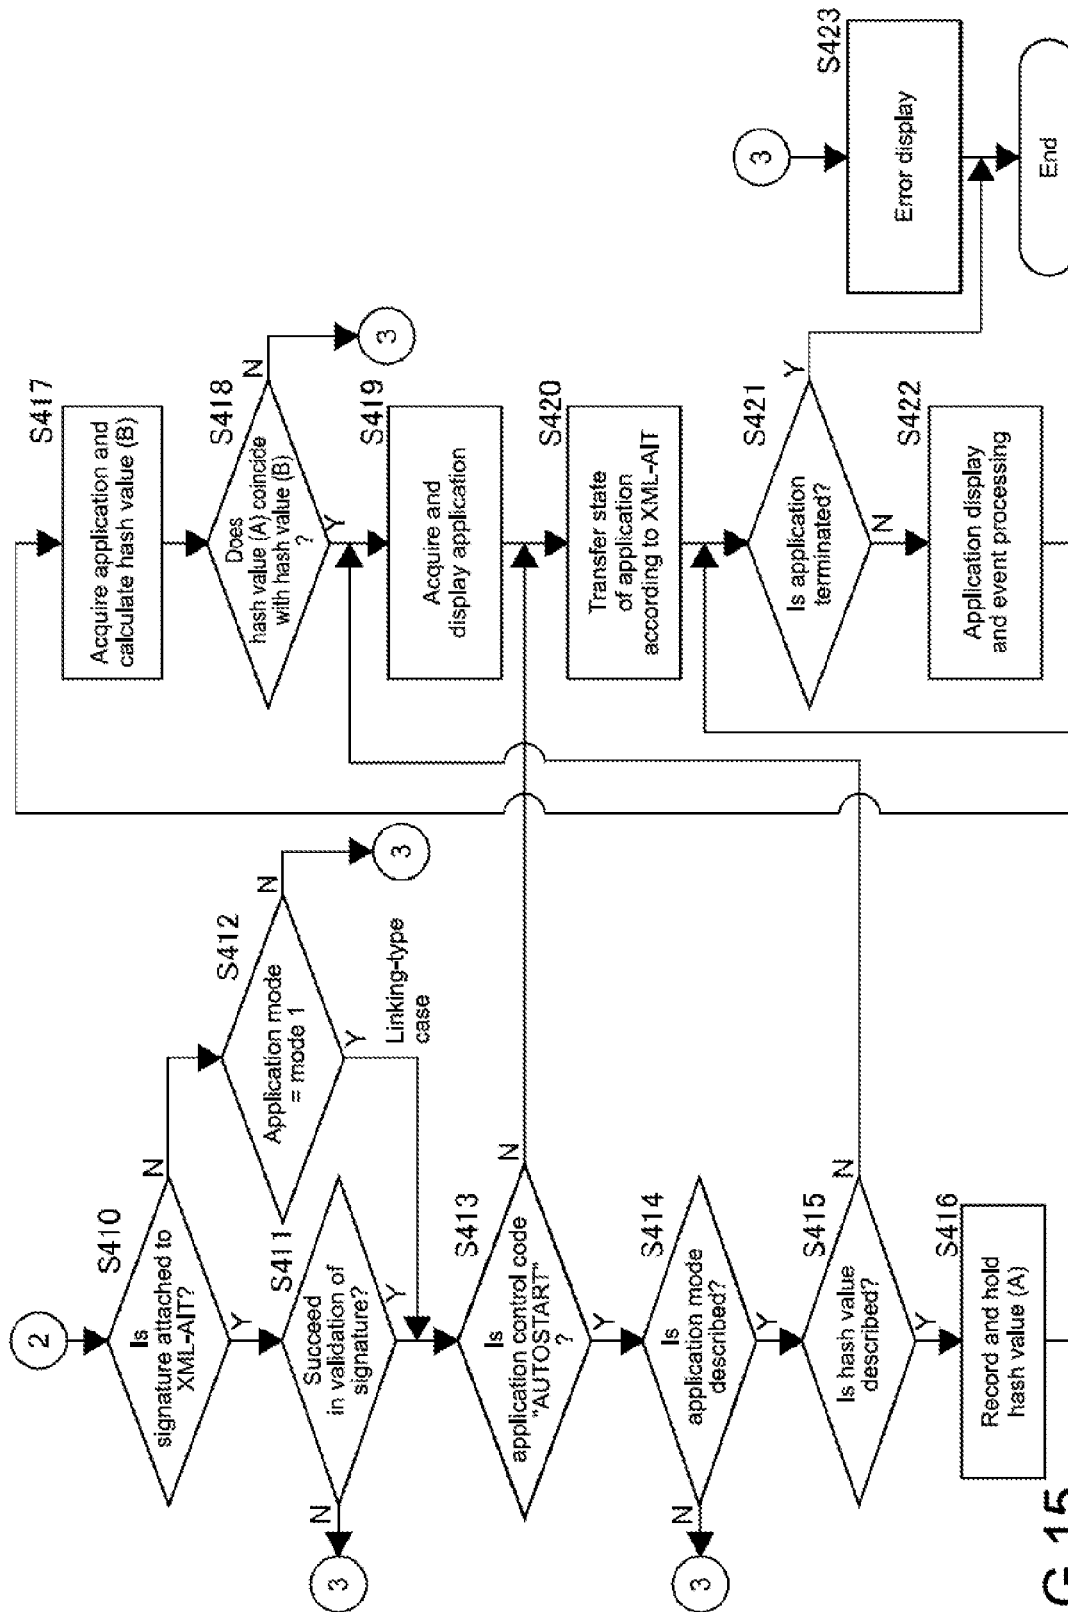 2
S410
Is
signature attached to
XML-AIT?
N
Y
S411
Succeed
in validation of
signature?
N
Y
3
S412
Application mode
= mode 1
N
3
Y
Linking-type
case
S413
Is
application control code
"AUTOSTART"
?
N
Y
S414
Is
application mode
described?
N
3
Y
S415
Is hash value
described?
N
Y
S416
Record and hold
hash value (A)
S417
Acquire application and
calculate hash value (B)
S418
Does
hash value (A) coincide
with hash value (B)
?
N
3
Y
S419
Acquire and
display application
S420
Transfer state
of application
according to XML-AIT
S421
Is application
terminated?
Y
N
S422
Application display
and event processing
3
S423
Error display
End
G.15